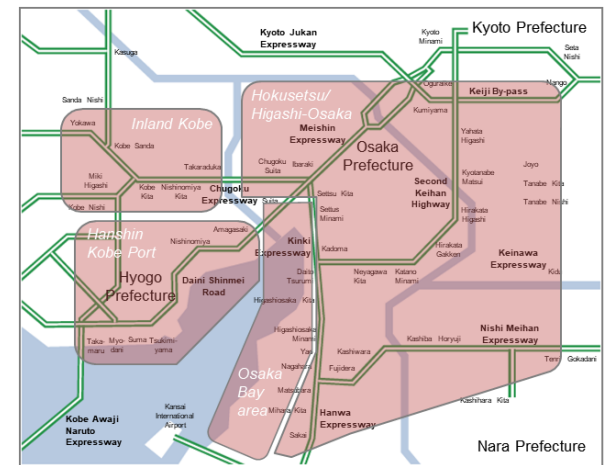 Kyoto Jukan
Expressway
Kyoto
Minami
Kyoto Prefecture
Seta
Nishi
Kasuga
Oguraike
Nango
Keiji By-pass
Hokusetsu/
Higashi-Osaka
Sanda Nishi
Kumiyama
Yokawa
Inland Kobe
Meishin
Expressway
Osaka
Prefecture
Yahata
Higashi
Kobe Sanda
Chugoku
Suita
Ibaraki
Joyo
Takaraduka
Kyotanabe
Matsui
Miki
Higashi
Second
Keihan
Highway
Tanabe Kita
Kobe
Kita
Nishinomiya
Kita
Chugoku
Expressway
Suita
Settsu Kita
Tanabe Nishi
Kobe Nishi
Settus
Minami
Hirakata
Higashi
Amagasaki
Hanshin
Kobe Port
Nishinomiya
Kinki
Expressway
Kadoma
Hirakata
Gakken
Keinawa
Expressway
Hyogo
Prefecture
Daini Shinmei
Road
Daito
Tsurumi
Neyagawa
Kita
Katano
Minami
Kida
Higashiosaka Kita
Nishi Meihan
Expressway
Taka-
maru
Myo-
dani
Suma
Tsukimi-
yama
Higashiosaka
Minami
Kashiba
Horyuji
Yao
Kashiwara
Tenri
Gokadani
Nagahara
Fujidera
Osaka
Bay
area
Matsubara
Kansai
International
Airport
Mihara Kita
Kashihara Kita
Kobe Awaji
Naruto
Expressway
Hanwa
Expressway
Sakai
Nara Prefecture